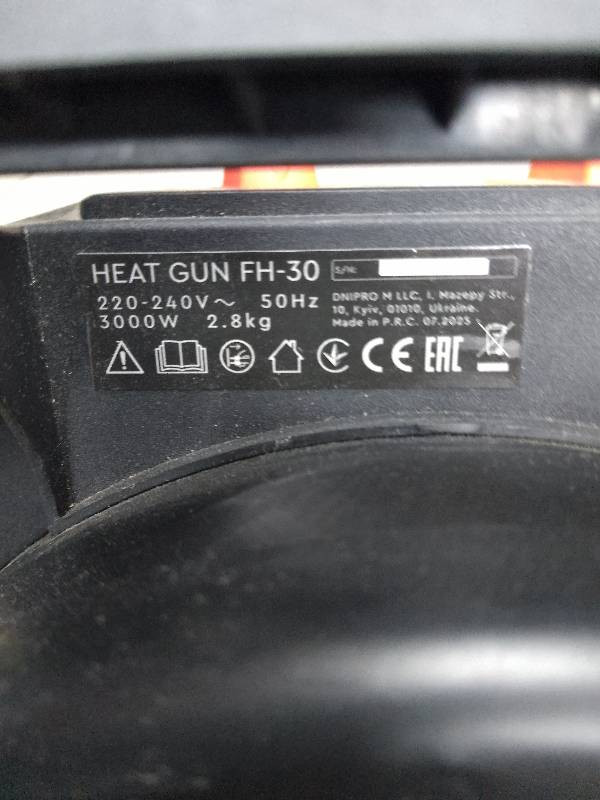 HEAT GUN FH-30
S/N:
220-240V~ 50Hz
3000W 2.8kg
DNIPRO M LLC, I. Mazepy Str.,
10, Kyiv, 01010, Ukraine.
Made in P.R.C. 07.2025
CE EAC